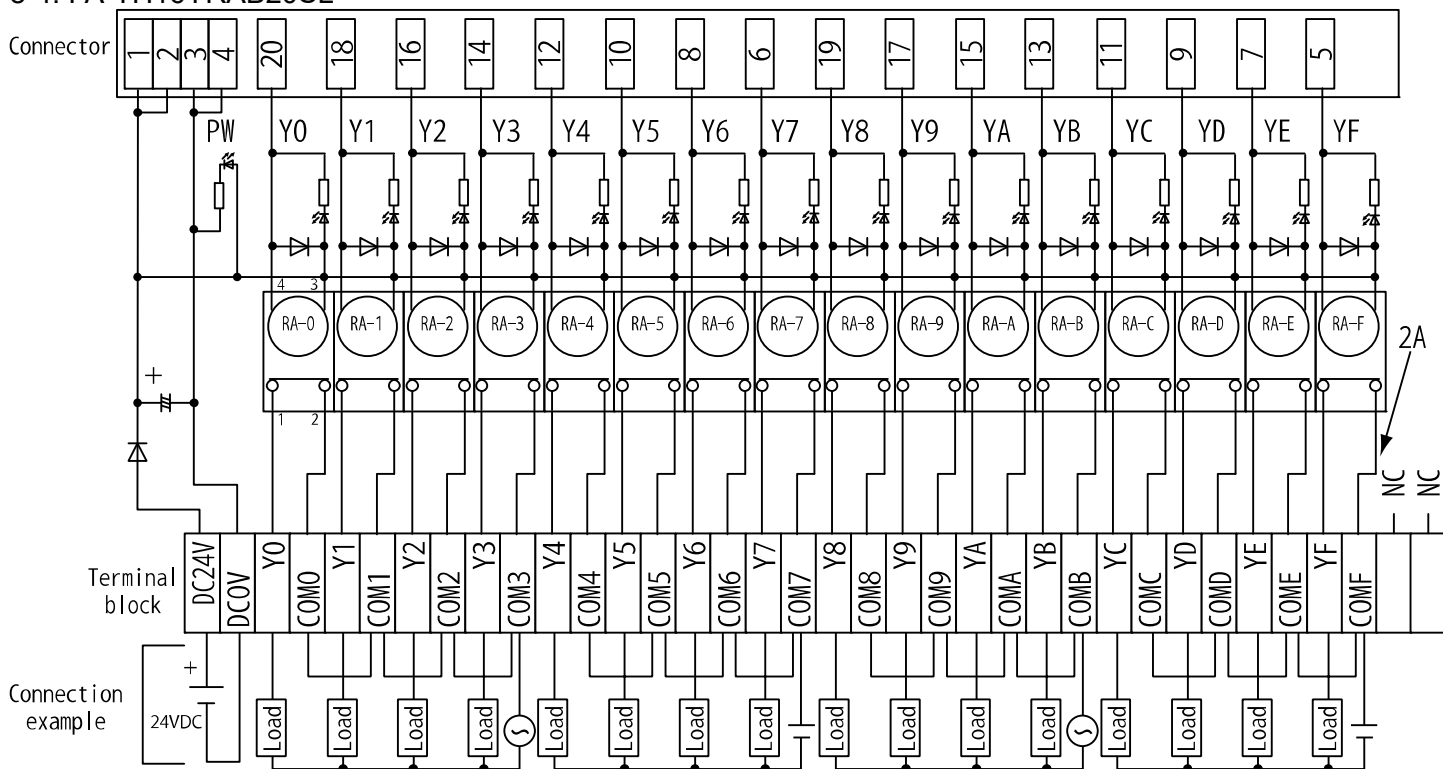 Connector 1 2 3 4 20 18 16 14 12 10 8 6 19 17 15 13 11 9 7 5
PW Y0 Y1 Y2 Y3 Y4 Y5 Y6 Y7 Y8 Y9 YA YB YC YD YE YF
4 3
RA-0 RA-1 RA-2 RA-3 RA-4 RA-5 RA-6 RA-7 RA-8 RA-9 RA-A RA-B RA-C RA-D RA-E RA-F
2A
+
1 2
NC NC
Terminal
block
DC24V DC0V Y0 COM0 Y1 COM1 Y2 COM2 Y3 COM3 Y4 COM4 Y5 COM5 Y6 COM6 Y7 COM7 Y8 COM8 Y9 COM9 YA COMA YB COMB YC COMC YD COMD YE COME YF COMF
Connection
example
+
24VDC
Load Load Load Load Load Load Load Load Load Load Load Load Load Load Load Load